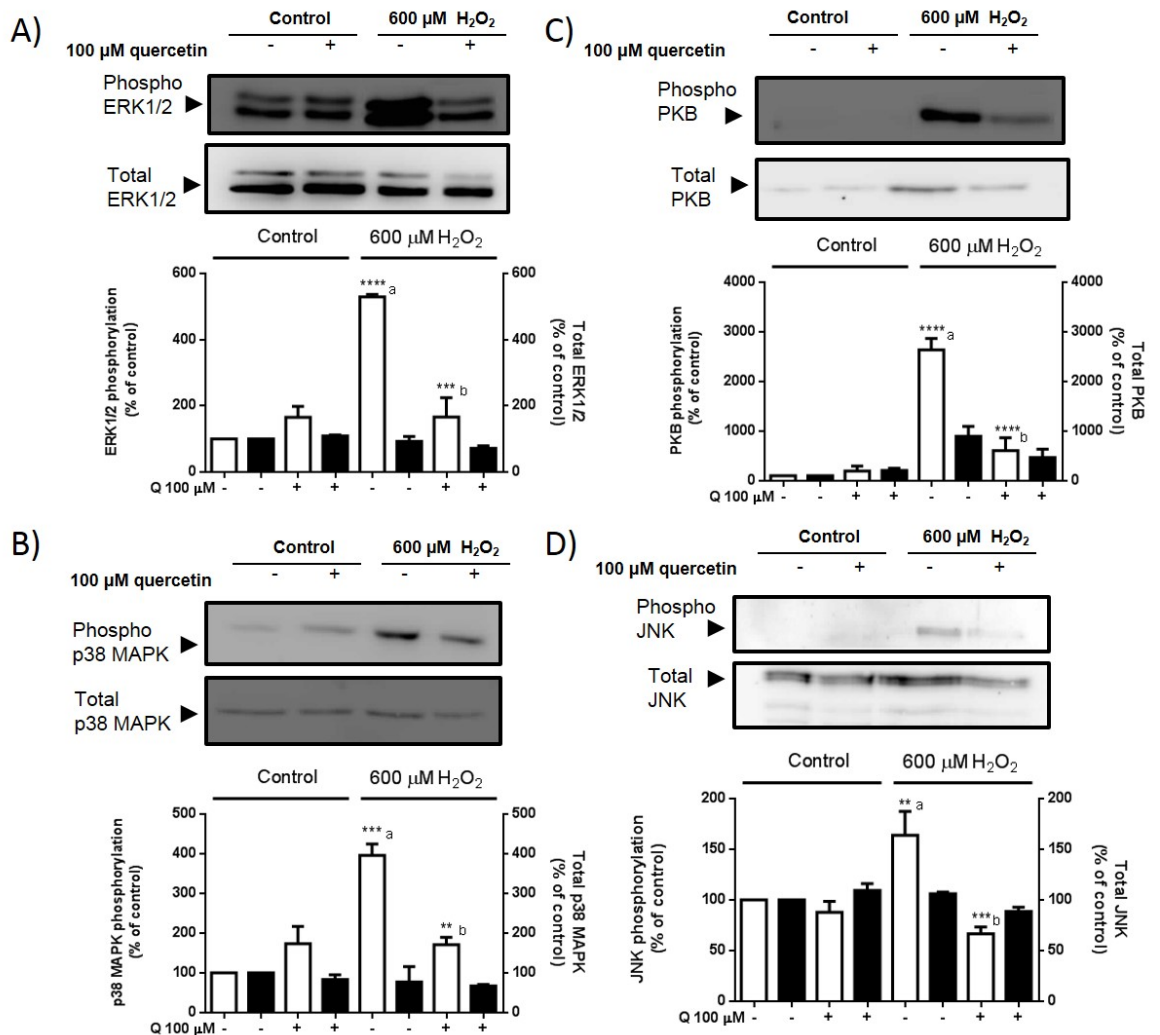 A)
Control 600 µM H₂O₂
100 µM quercetin - + - +
Phospho
ERK1/2
Total
ERK1/2
Control 600 µM H₂O₂
ERK1/2 phosphorylation
(% of control)
600
400
200
0
**** a
*** b
600
400
200
0
Total ERK1/2
(% of control)
Q 100 µM - - + + - - + +
B)
Control 600 µM H₂O₂
100 µM quercetin - + - +
Phospho
p38 MAPK
Total
p38 MAPK
Control 600 µM H₂O₂
p38 MAPK phosphorylation
(% of control)
500
400
300
200
100
0
*** a
** b
500
400
300
200
100
0
Total p38 MAPK
(% of control)
Q 100 µM - - + + - - + +
C)
Control 600 µM H₂O₂
100 µM quercetin - + - +
Phospho
PKB
Total
PKB
Control 600 µM H₂O₂
PKB phosphorylation
(% of control)
4000
3000
2000
1000
0
**** a
**** b
4000
3000
2000
1000
0
Total PKB
(% of control)
Q 100 µM - - + + - - + +
D)
Control 600 µM H₂O₂
100 µM quercetin - + - +
Phospho
JNK
Total
JNK
Control 600 µM H₂O₂
JNK phosphorylation
(% of control)
200
150
100
50
0
** a
*** b
200
150
100
50
0
Total JNK
(% of control)
Q 100 µM - - + + - - + +